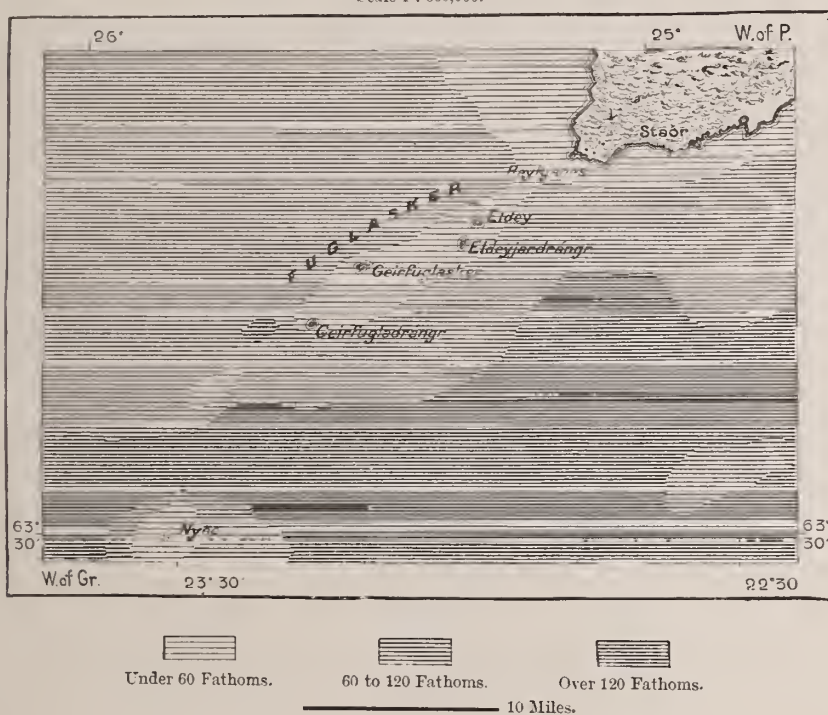 26° 25° W. of P.
Staðr
Reykjanes
FUGLASKER
Eldey
Eldeyjardrángr
Geirfuglasker
Geirfugladrángr
63° 63°
30' Nyöe 30'
W. of Gr. 23°30 22°30
Under 60 Fathoms. 60 to 120 Fathoms. Over 120 Fathoms.
10 Miles.